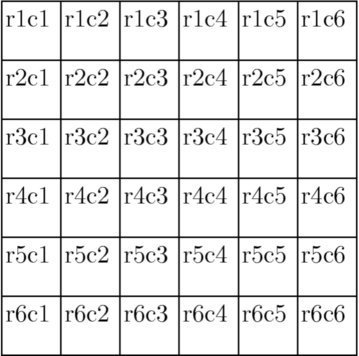 r1c1 r1c2 r1c3 r1c4 r1c5 r1c6
r2c1 r2c2 r2c3 r2c4 r2c5 r2c6
r3c1 r3c2 r3c3 r3c4 r3c5 r3c6
r4c1 r4c2 r4c3 r4c4 r4c5 r4c6
r5c1 r5c2 r5c3 r5c4 r5c5 r5c6
r6c1 r6c2 r6c3 r6c4 r6c5 r6c6